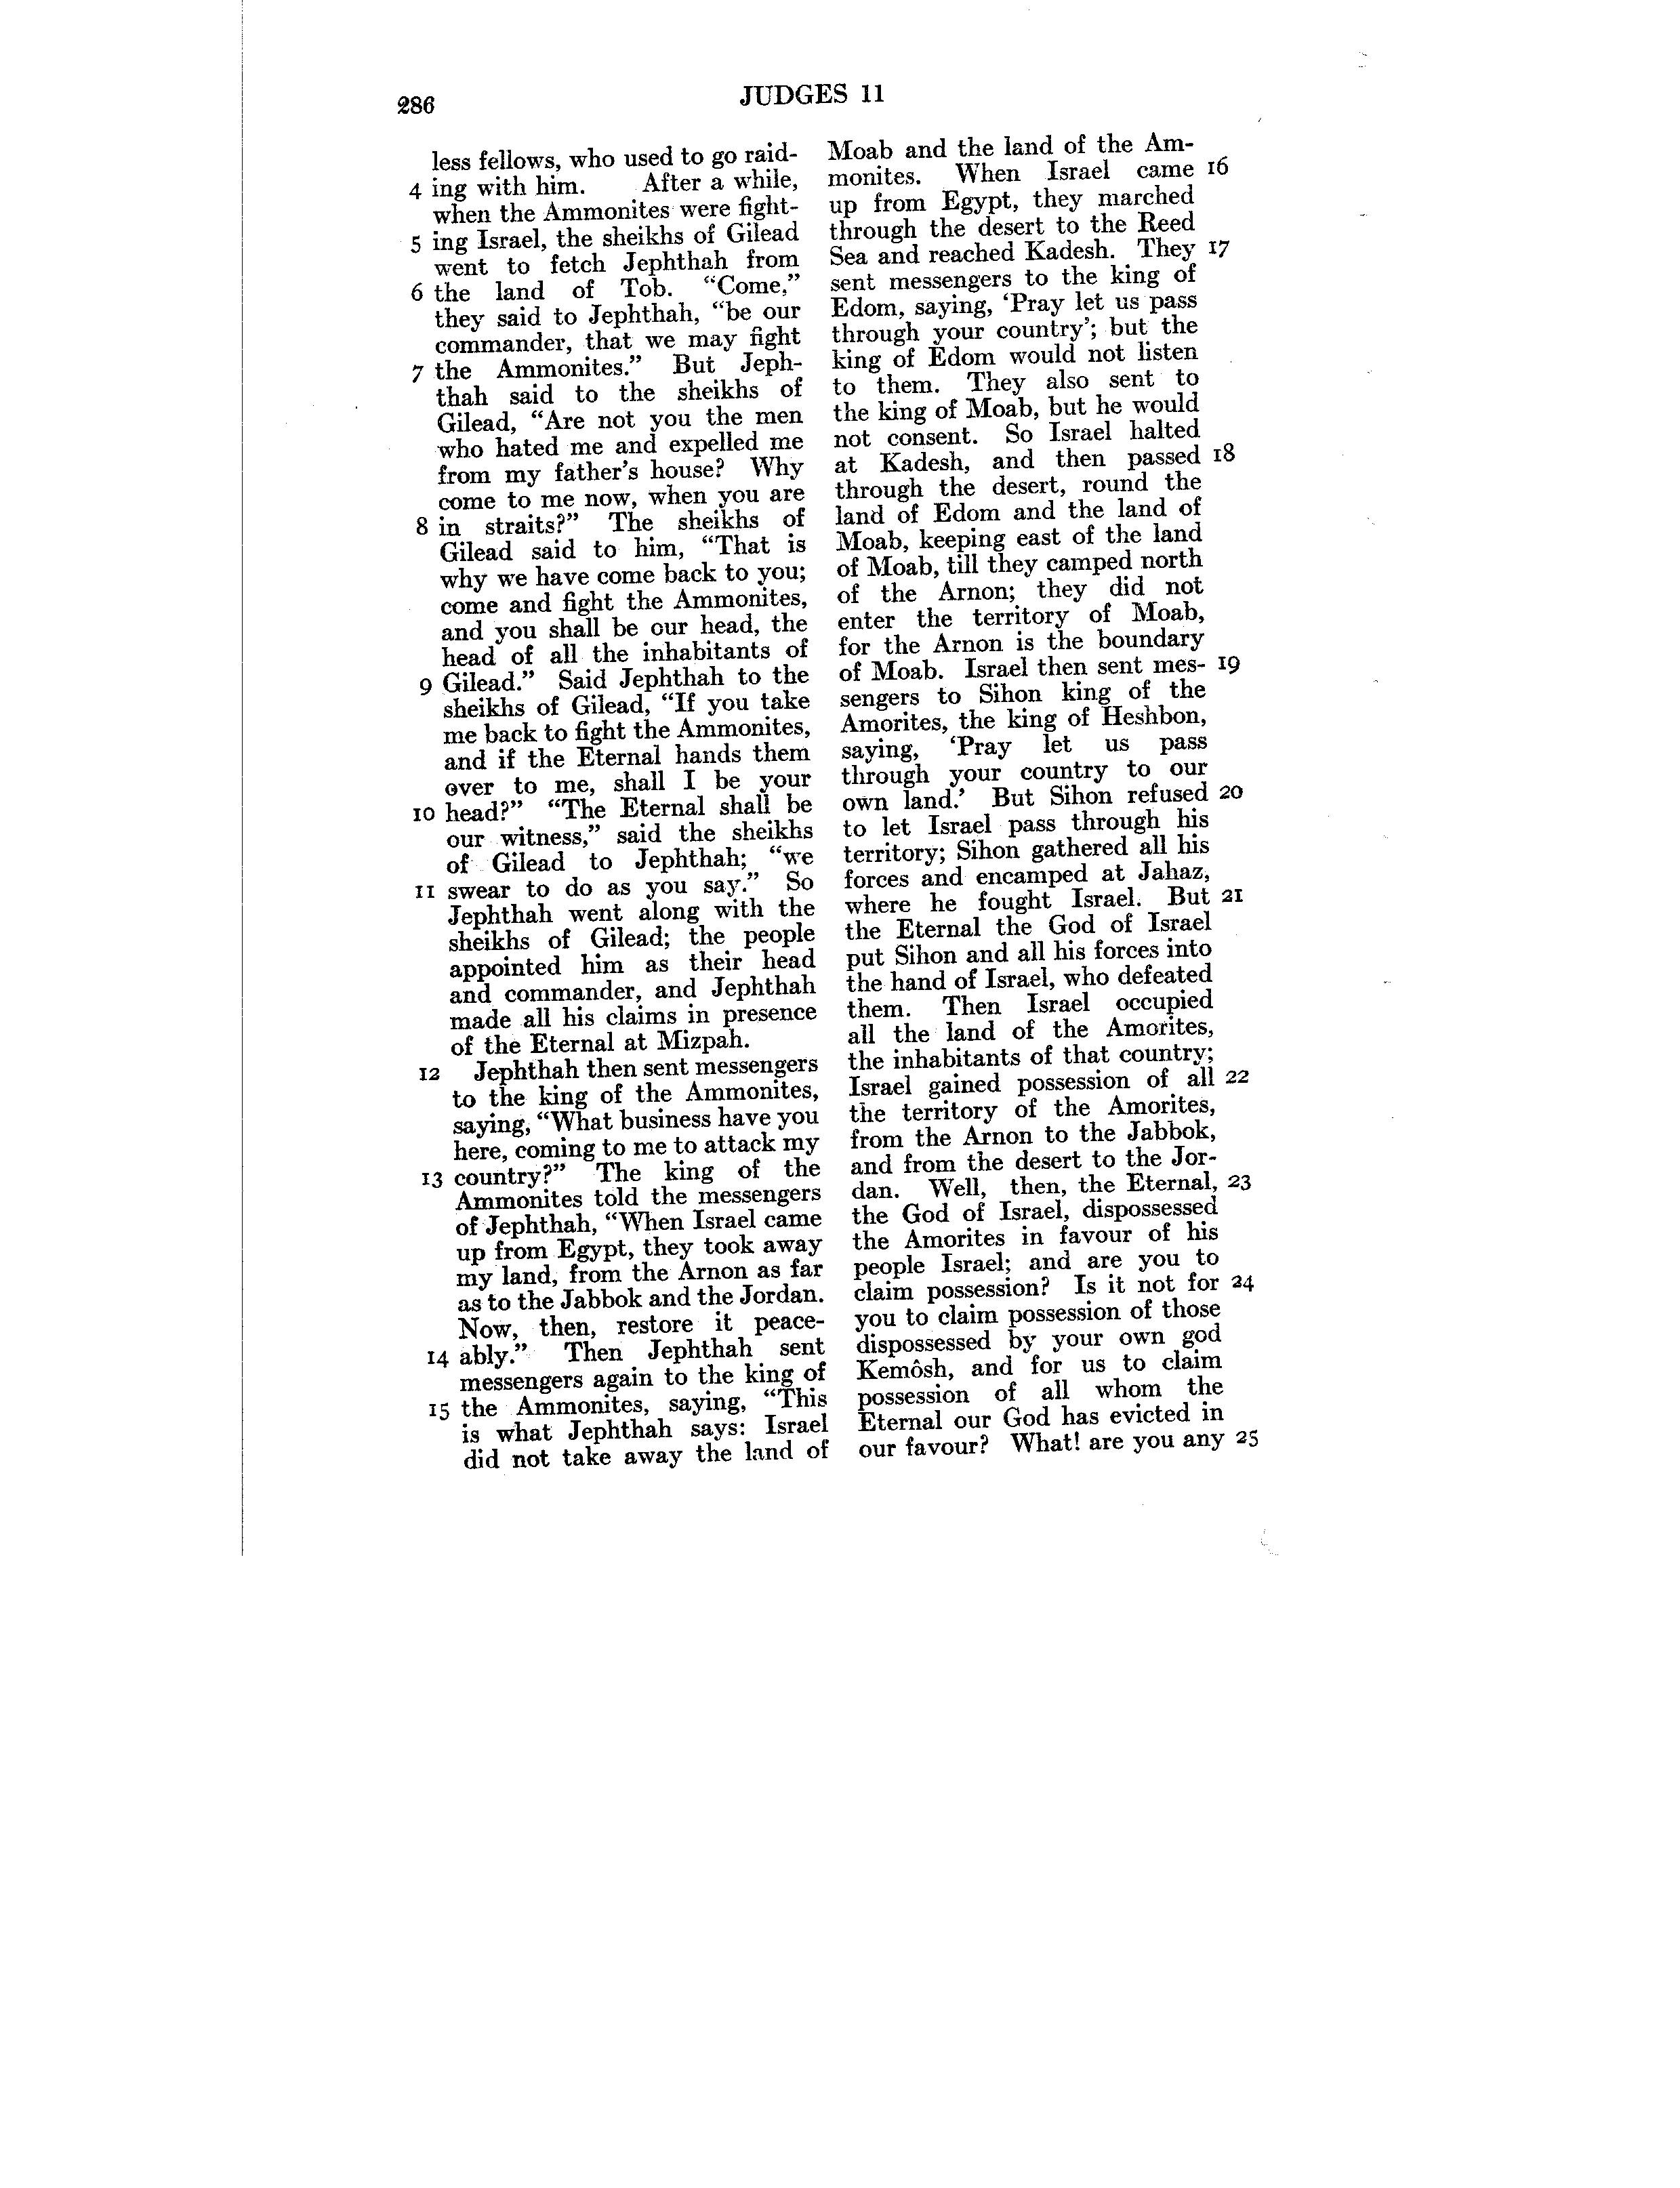 286
JUDGES 11
less fellows, who used to go raid-
4 ing with him. After a while,
when the Ammonites were fight-
5 ing Israel, the sheikhs of Gilead
went to fetch Jephthah from
6 the land of Tob. “Come,”
they said to Jephthah, “be our
commander, that we may fight
7 the Ammonites.” But Jeph-
thah said to the sheikhs of
Gilead, “Are not you the men
who hated me and expelled me
from my father’s house? Why
come to me now, when you are
8 in straits?” The sheikhs of
Gilead said to him, “That is
why we have come back to you;
come and fight the Ammonites,
and you shall be our head, the
head of all the inhabitants of
9 Gilead.” Said Jephthah to the
sheikhs of Gilead, “If you take
me back to fight the Ammonites,
and if the Eternal hands them
over to me, shall I be your
10 head?” “The Eternal shall be
our witness,” said the sheikhs
of Gilead to Jephthah; “we
11 swear to do as you say.” So
Jephthah went along with the
sheikhs of Gilead; the people
appointed him as their head
and commander, and Jephthah
made all his claims in presence
of the Eternal at Mizpah.
12 Jephthah then sent messengers
to the king of the Ammonites,
saying, “What business have you
here, coming to me to attack my
13 country?” The king of the
Ammonites told the messengers
of Jephthah, “When Israel came
up from Egypt, they took away
my land, from the Arnon as far
as to the Jabbok and the Jordan.
Now, then, restore it peace-
14 ably.” Then Jephthah sent
messengers again to the king of
15 the Ammonites, saying, “This
is what Jephthah says: Israel
did not take away the land of
Moab and the land of the Am-
monites. When Israel came 16
up from Egypt, they marched
through the desert to the Reed
Sea and reached Kadesh. They 17
sent messengers to the king of
Edom, saying, ‘Pray let us pass
through your country’; but the
king of Edom would not listen
to them. They also sent to
the king of Moab, but he would
not consent. So Israel halted
at Kadesh, and then passed 18
through the desert, round the
land of Edom and the land of
Moab, keeping east of the land
of Moab, till they camped north
of the Arnon; they did not
enter the territory of Moab,
for the Arnon is the boundary
of Moab. Israel then sent mes- 19
sengers to Sihon king of the
Amorites, the king of Heshbon,
saying, ‘Pray let us pass
through your country to our
own land.’ But Sihon refused 20
to let Israel pass through his
territory; Sihon gathered all his
forces and encamped at Jahaz,
where he fought Israel. But 21
the Eternal the God of Israel
put Sihon and all his forces into
the hand of Israel, who defeated
them. Then Israel occupied
all the land of the Amorites,
the inhabitants of that country;
Israel gained possession of all 22
the territory of the Amorites,
from the Arnon to the Jabbok,
and from the desert to the Jor-
dan. Well, then, the Eternal, 23
the God of Israel, dispossessed
the Amorites in favour of his
people Israel; and are you to
claim possession? Is it not for 24
you to claim possession of those
dispossessed by your own god
Kemôsh, and for us to claim
possession of all whom the
Eternal our God has evicted in
our favour? What! are you any 25